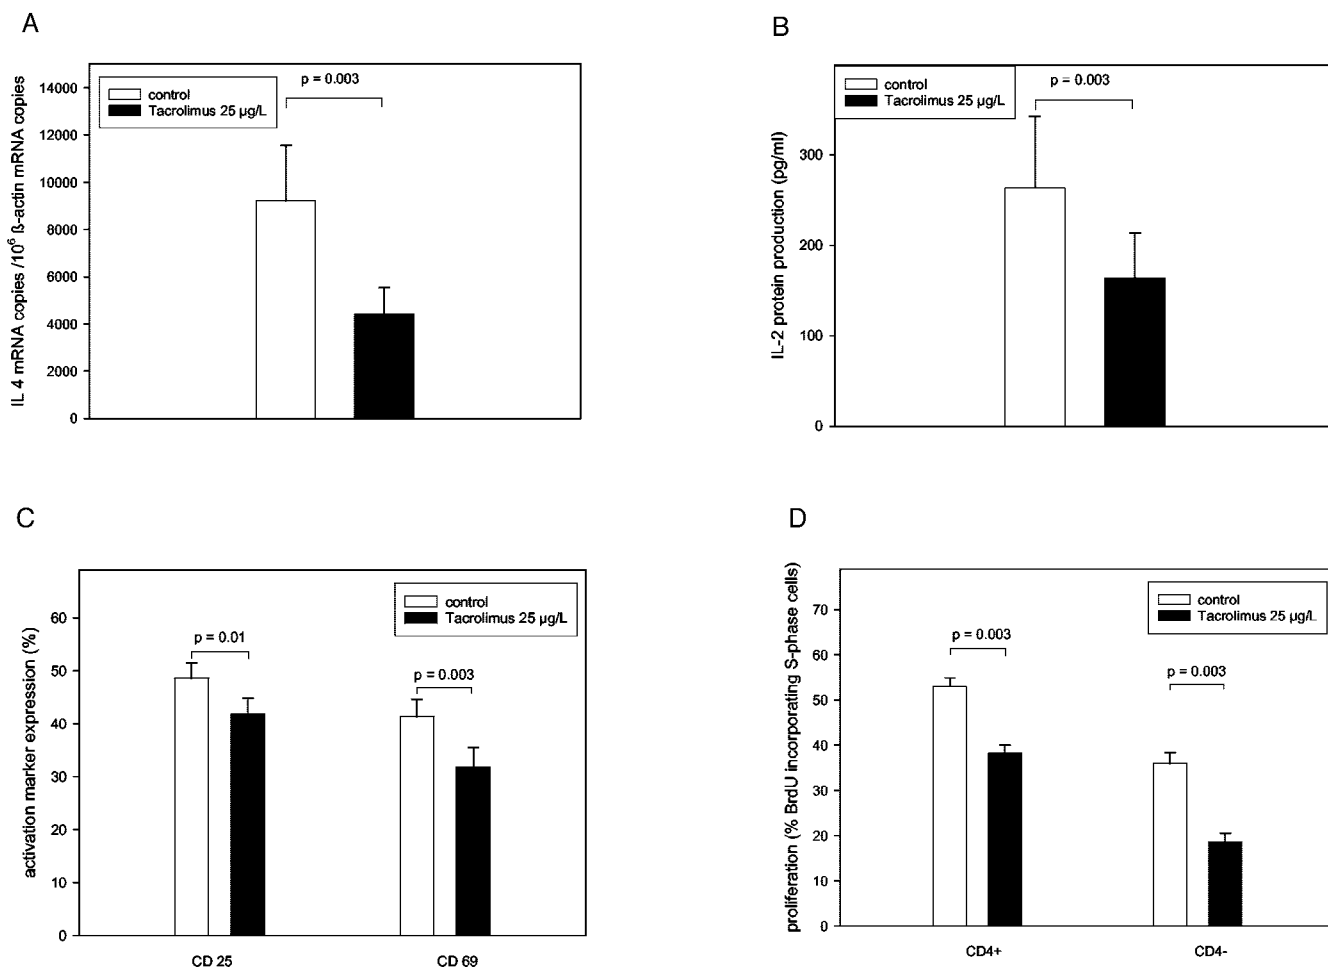 A
IL 4 mRNA copies /10⁶ ß-actin mRNA copies
14000
12000
10000
8000
6000
4000
2000
0
control
Tacrolimus 25 µg/L
p = 0.003
B
IL-2 protein production (pg/ml)
300
200
100
0
control
Tacrolimus 25 µg/L
p = 0.003
C
activation marker expression (%)
60
50
40
30
20
10
0
control
Tacrolimus 25 µg/L
p = 0.01
p = 0.003
CD 25
CD 69
D
proliferation (% BrdU incorporating S-phase cells)
70
60
50
40
30
20
10
0
control
Tacrolimus 25 µg/L
p = 0.003
p = 0.003
CD4+
CD4-